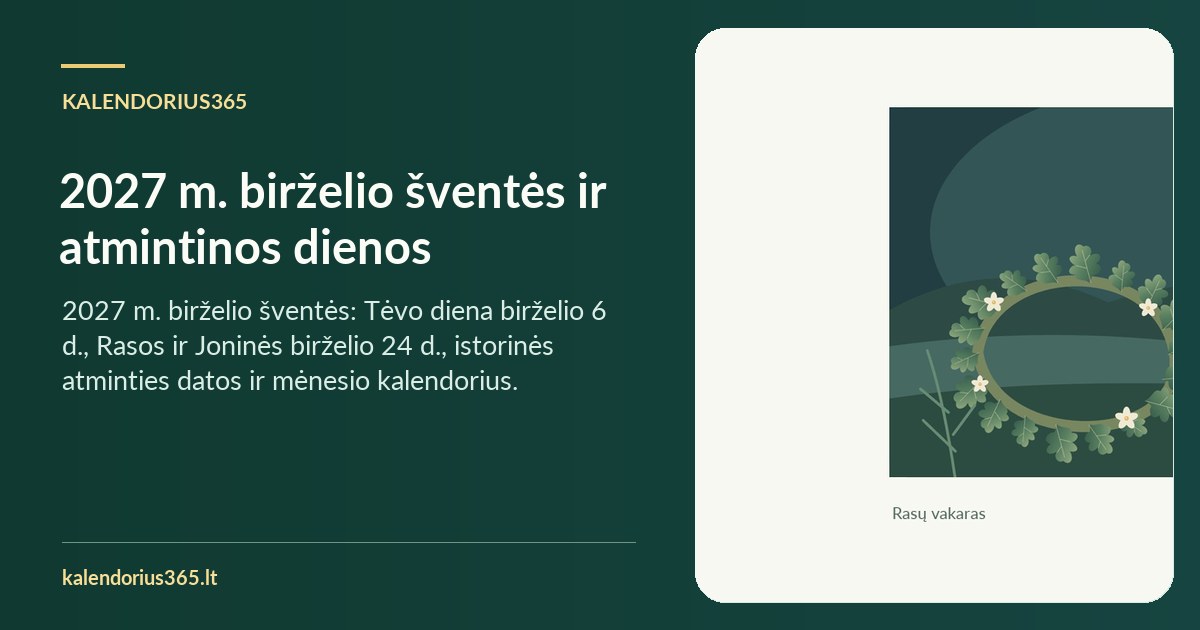 KALENDORIUS365
2027 m. birželio šventės ir
atmintinos dienos
2027 m. birželio šventės: Tėvo diena birželio 6
d., Rasos ir Joninės birželio 24 d., istorinės
atminties datos ir mėnesio kalendorius.
kalendorius365.lt
Rasų vakaras